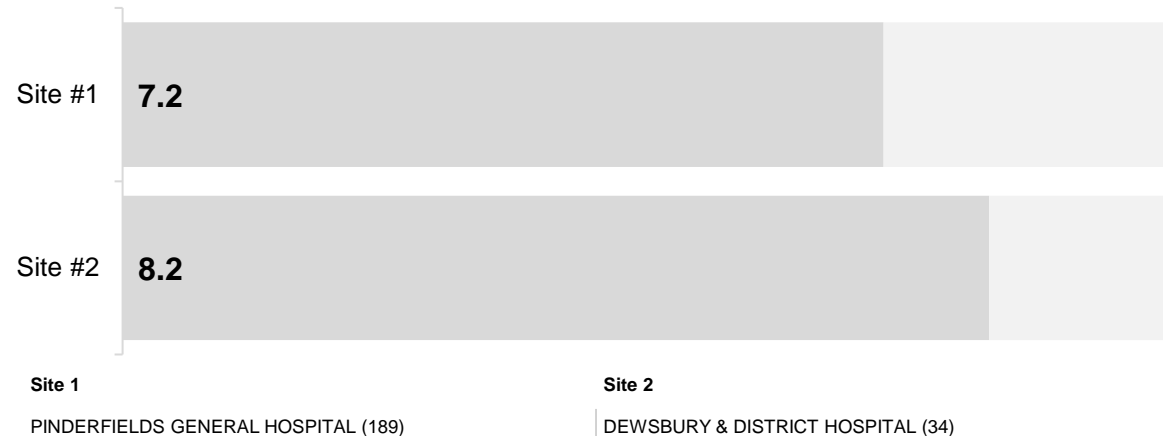 Site #1 7.2
Site #2 8.2
Site 1 Site 2
PINDERFIELDS GENERAL HOSPITAL (189) DEWSBURY & DISTRICT HOSPITAL (34)